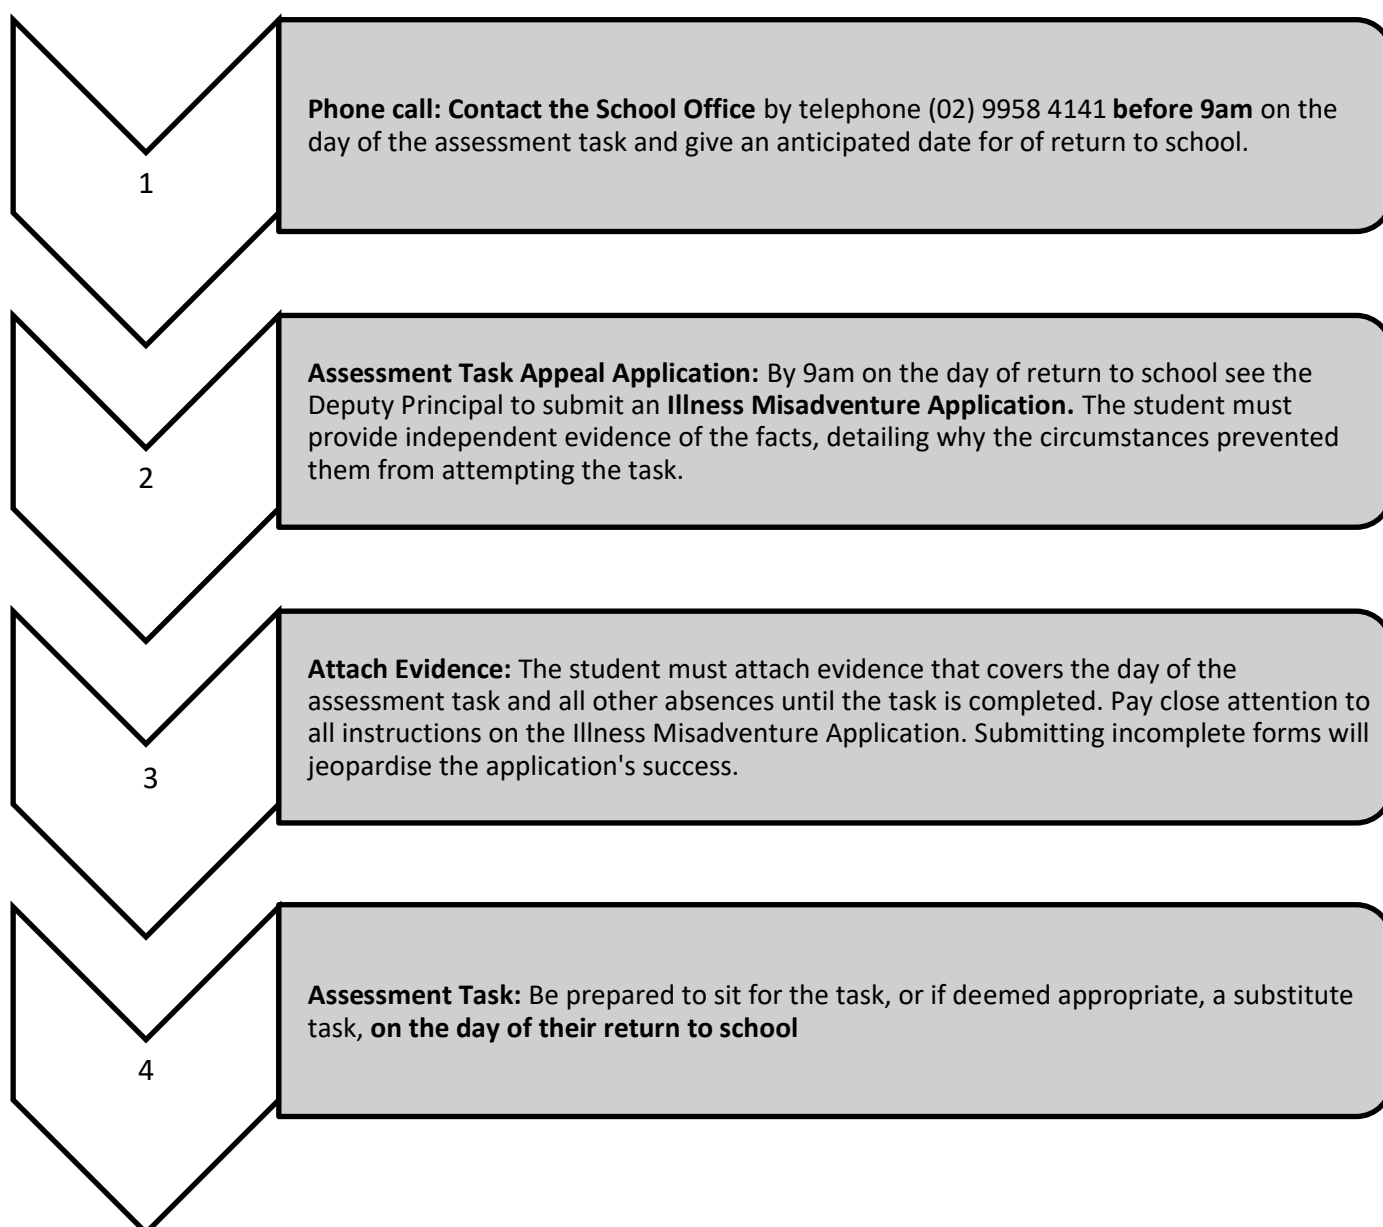 1
Phone call: Contact the School Office by telephone (02) 9958 4141 before 9am on the
day of the assessment task and give an anticipated date for of return to school.
2
Assessment Task Appeal Application: By 9am on the day of return to school see the
Deputy Principal to submit an Illness Misadventure Application. The student must
provide independent evidence of the facts, detailing why the circumstances prevented
them from attempting the task.
3
Attach Evidence: The student must attach evidence that covers the day of the
assessment task and all other absences until the task is completed. Pay close attention to
all instructions on the Illness Misadventure Application. Submitting incomplete forms will
jeopardise the application's success.
4
Assessment Task: Be prepared to sit for the task, or if deemed appropriate, a substitute
task, on the day of their return to school